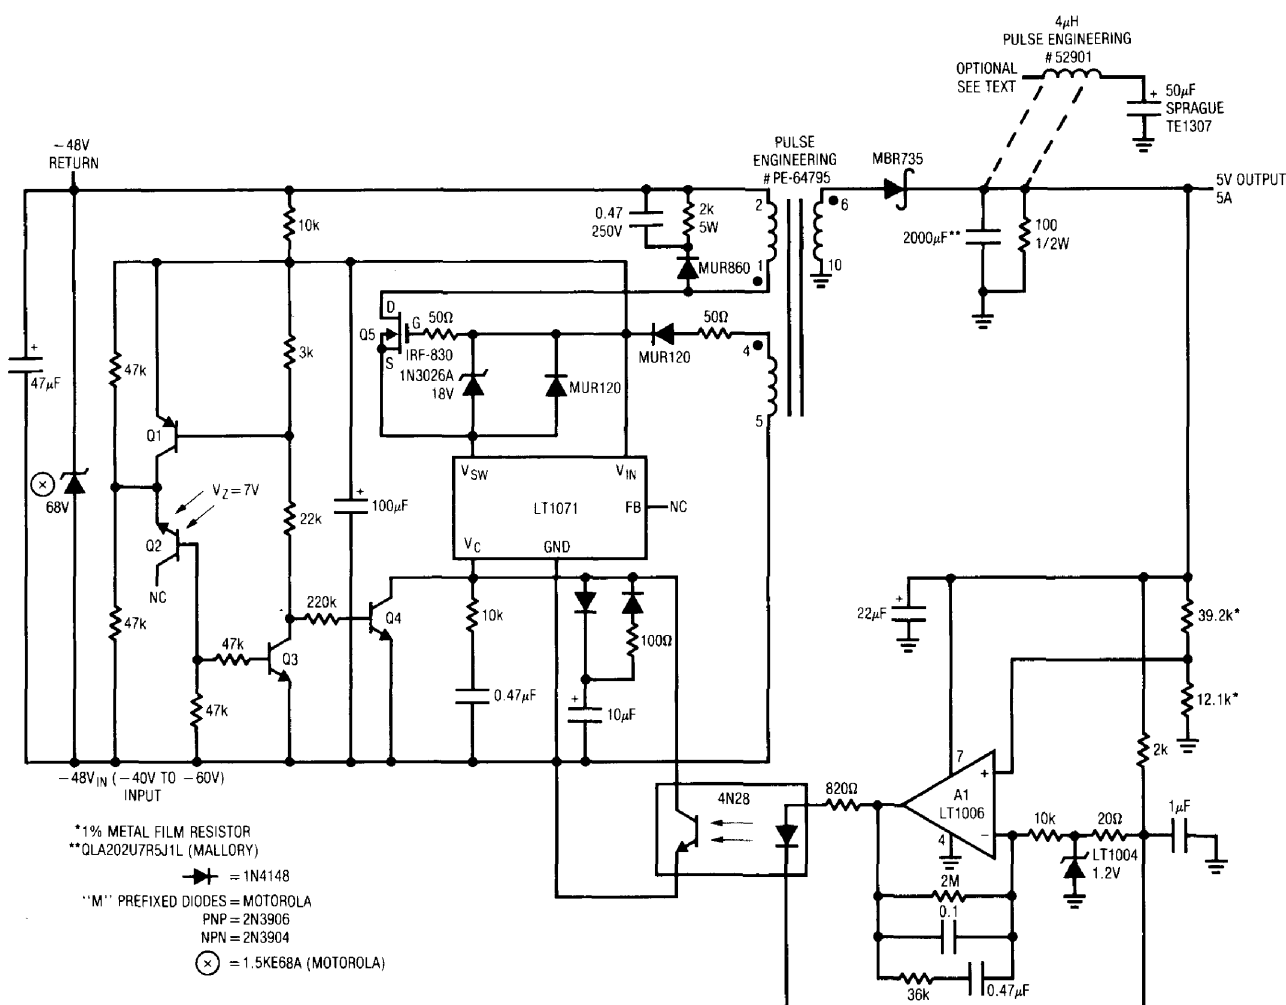 4μH
PULSE ENGINEERING
#52901
OPTIONAL
SEE TEXT
+
50μF
SPRAGUE
TE1307
−48V
RETURN
PULSE
ENGINEERING
#PE-64795
MBR735
5V OUTPUT
5A
10k
0.47
250V
2k
5W
2
1
6
10
2000μF**
100
1/2W
MUR860
D
G
S
Q5
50Ω
IRF-830
1N3026A
18V
MUR120
MUR120
50Ω
4
5
+
47μF
47k
3k
Q1
68V
VZ=7V
Q2
NC
22k
+
100μF
VSW
VIN
LT1071
FB
NC
VC
GND
47k
220k
Q4
10k
100Ω
47k
Q3
0.47μF
+
10μF
47k
+
22μF
39.2k*
12.1k*
2k
−48VIN (−40V TO −60V)
INPUT
4N28
820Ω
7
A1
LT1006
4
+
−
10k
20Ω
1μF
LT1004
1.2V
2M
0.1
36k
0.47μF
*1% METAL FILM RESISTOR
**QLA202U7R5J1L (MALLORY)
= 1N4148
"M" PREFIXED DIODES = MOTOROLA
PNP = 2N3906
NPN = 2N3904
= 1.5KE68A (MOTOROLA)